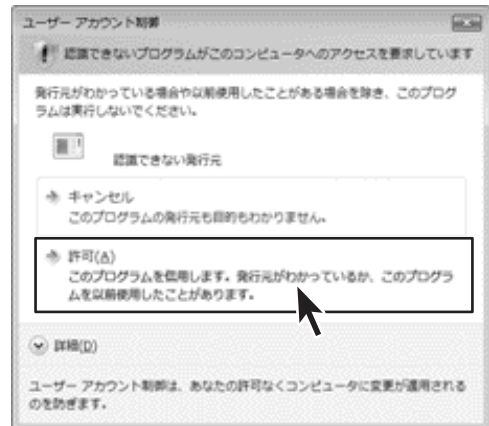 ユーザー アカウント制御
認識できないプログラムがこのコンピュータへのアクセスを要求しています
発行元がわかっている場合や以前使用したことがある場合を除き、このプログ
ラムは実行しないでください。
認識できない発行元
キャンセル
このプログラムの発行元も目的もわかりません。
許可(A)
このプログラムを信用します。発行元がわかっているか、このプログラ
ムを以前使用したことがあります。
詳細(D)
ユーザー アカウント制御は、あなたの許可なくコンピュータに変更が適用される
のを防ぎます。